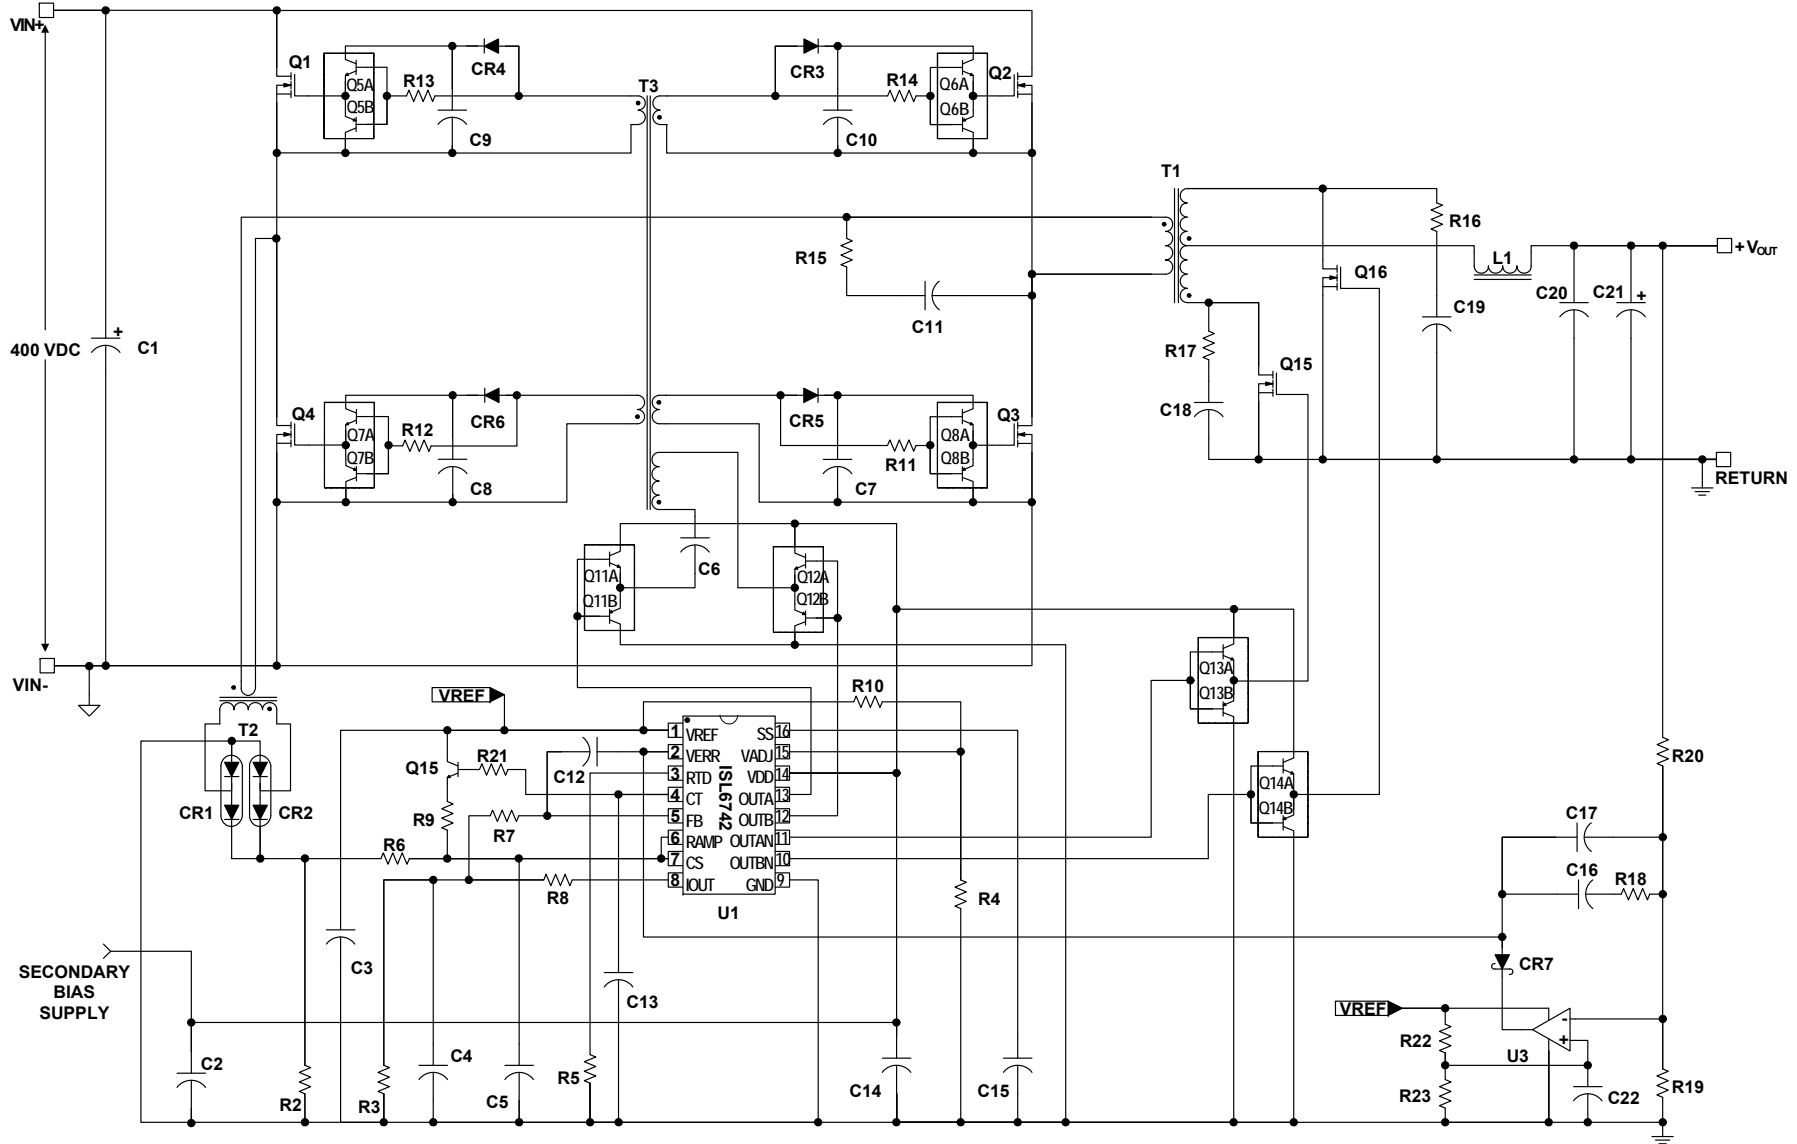 VIN+
Q1
Q5A
Q5B
R13
CR4
C9
T3
CR3
C10
R14
Q6A
Q6B
Q2
T1
R16
R15
C11
Q16
L1
+VOUT
C20
C21
+
C19
400 VDC
+
C1
R17
Q15
C18
RETURN
Q4
Q7A
Q7B
R12
CR6
C8
CR5
C7
R11
Q8A
Q8B
Q3
Q11A
Q11B
C6
Q12A
Q12B
Q13A
Q13B
Q14A
Q14B
VIN-
VREF
R10
T2
CR1
CR2
Q15
R21
C12
R9
R7
R6
R8
1 VREF
2 VERR
3 RTD
4 CT
5 FB
6 RAMP
7 CS
8 IOUT
ISL6742
SS 16
VADJ 15
VDD 14
OUTA 13
OUTB 12
OUTAN 11
OUTBN 10
GND 9
U1
R4
R20
C17
C16
R18
CR7
C3
C13
SECONDARY
BIAS
SUPPLY
C2
R2
R3
C4
C5
R5
C14
C15
VREF
R22
R23
-
+
U3
C22
R19